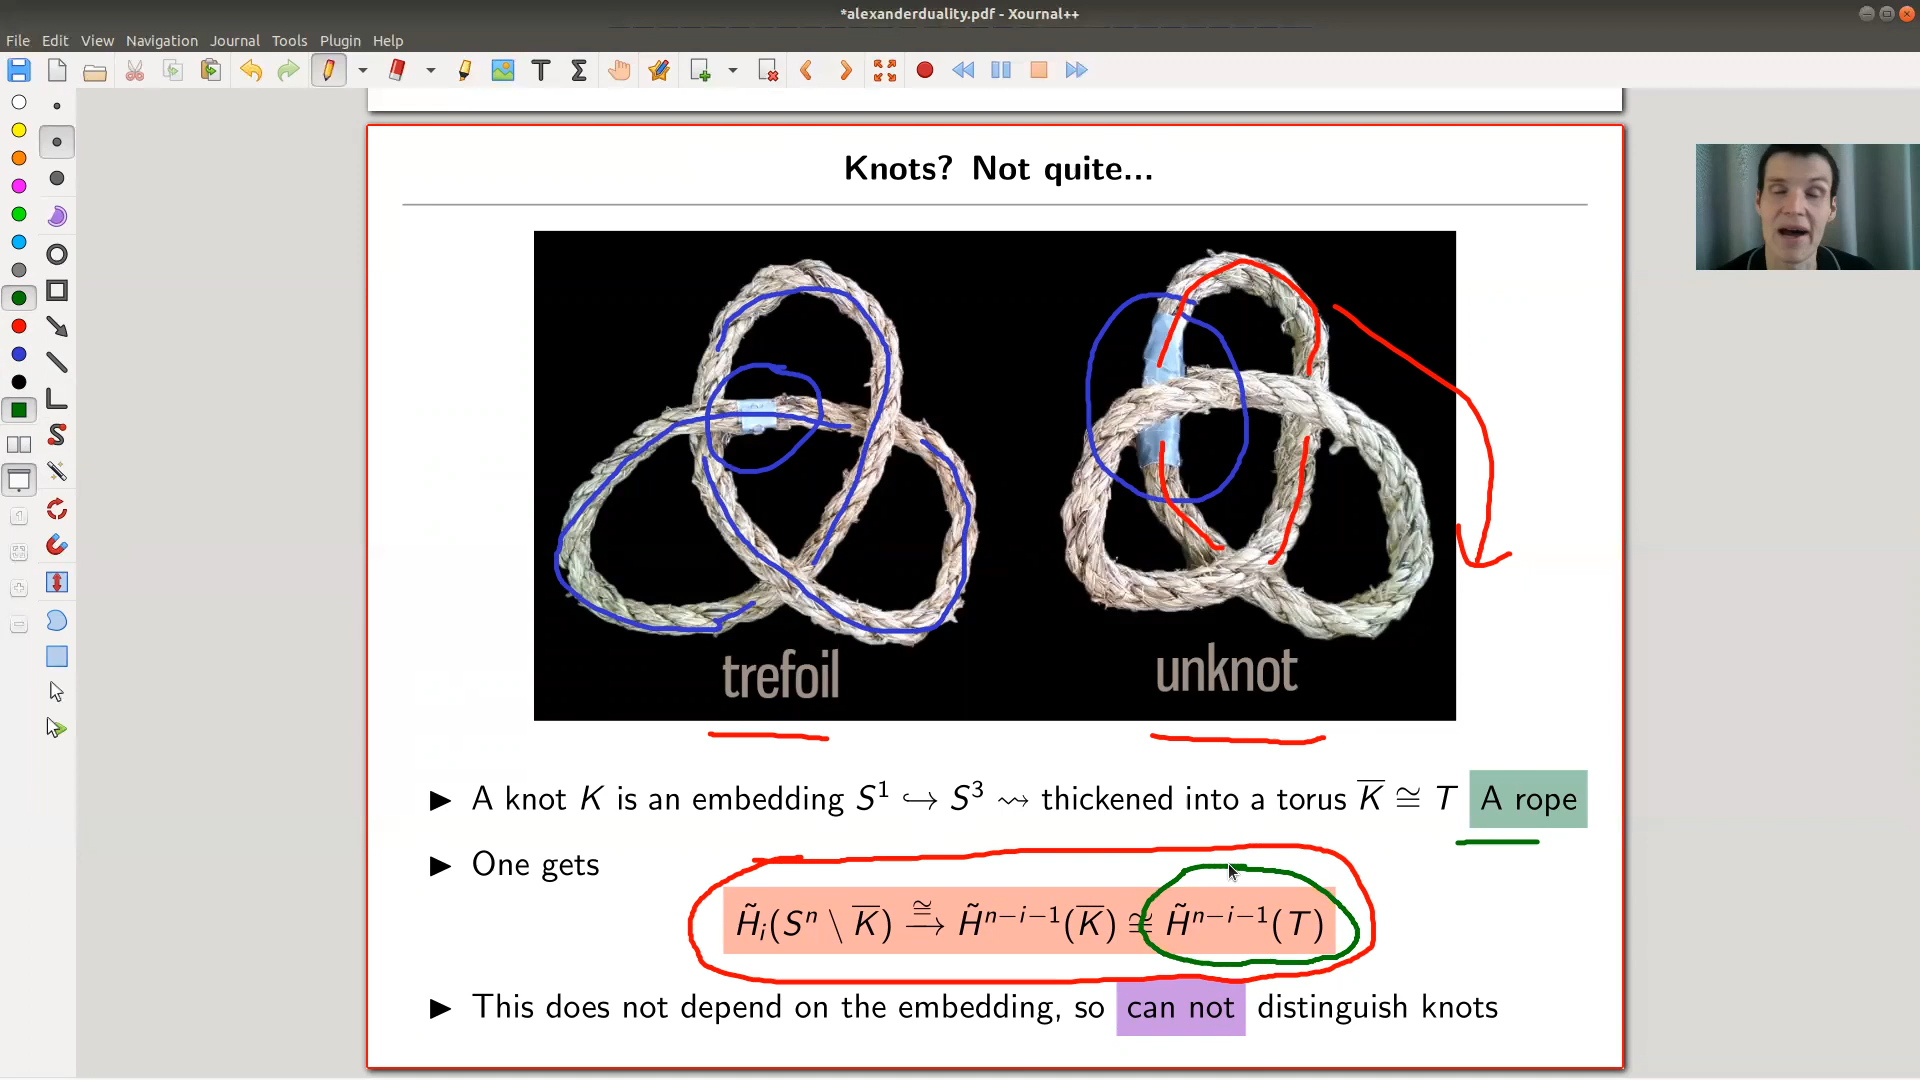 *alexanderduality.pdf - Xournal++
File Edit View Navigation Journal Tools Plugin Help
Knots? Not quite...
trefoil unknot
▶ A knot K is an embedding S¹ ↪ S³ ⇝ thickened into a torus K̅ ≅ T A rope
▶ One gets
H̃ᵢ(Sⁿ \ K̅) ≅⟶ H̃ⁿ⁻ⁱ⁻¹(K̅) ≅ H̃ⁿ⁻ⁱ⁻¹(T)
▶ This does not depend on the embedding, so can not distinguish knots